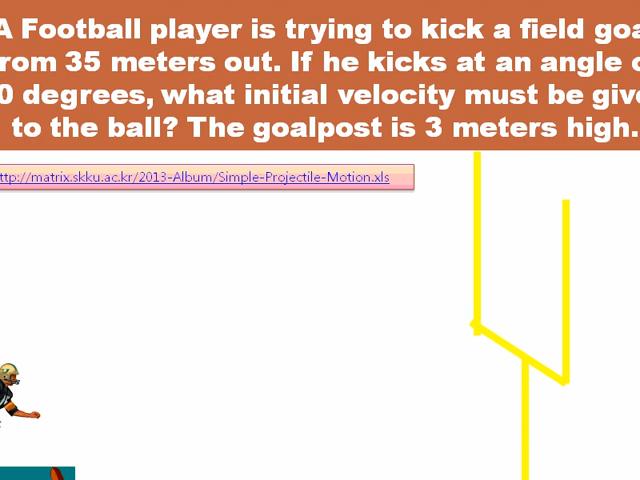 A Football player is trying to kick a field goa
rom 35 meters out. If he kicks at an angle o
0 degrees, what initial velocity must be give
to the ball? The goalpost is 3 meters high.
ttp://matrix.skku.ac.kr/2013-Album/Simple-Projectile-Motion.xls